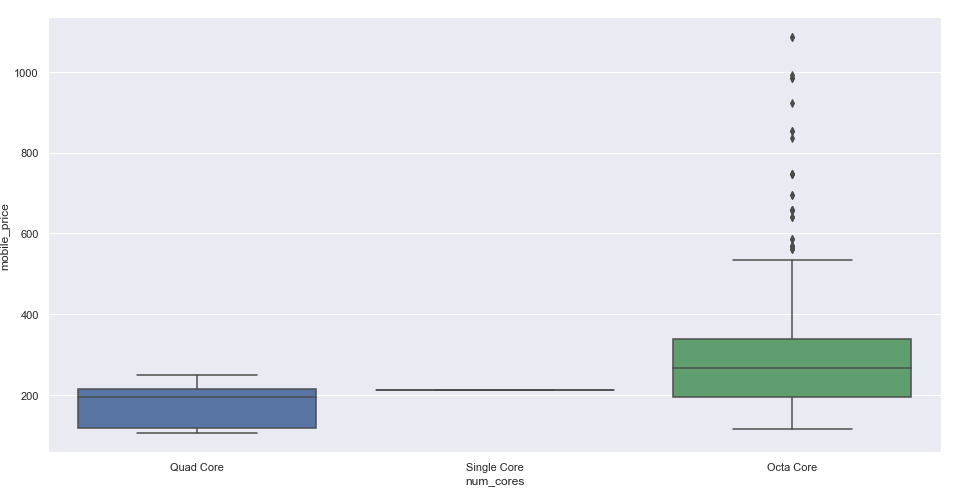 mobile_price
1000
800
600
400
200
Quad Core
Single Core
Octa Core
num_cores